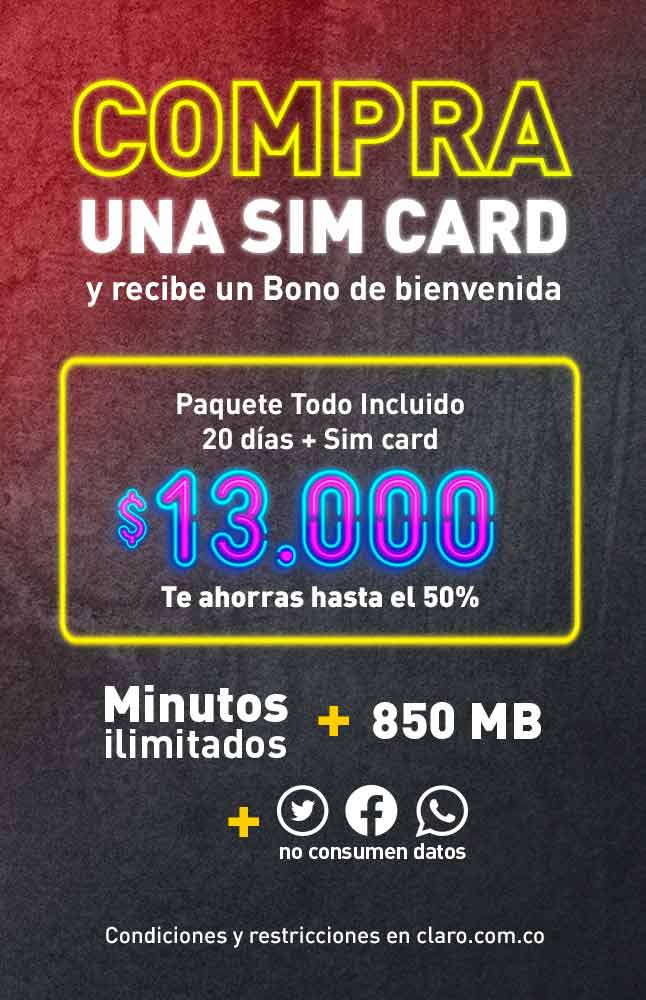 COMPRA
UNA SIM CARD
y recibe un Bono de bienvenida
Paquete Todo Incluido
20 días + Sim card
$13.000
Te ahorras hasta el 50%
Minutos
ilimitados
+ 850 MB
+
no consumen datos
Condiciones y restricciones en claro.com.co